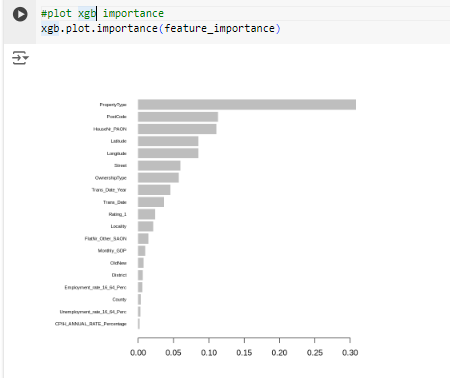 #plot xgb importance
xgb.plot.importance(feature_importance)
PropertyType
PostCode
HouseNr_PAON
Latitude
Longitude
Street
OwnershipType
Trans_Date_Year
Trans_Date
Rating_1
Locality
FlatNr_Other_SAON
Monthly_GDP
OldNew
District
Employment_rate_16_64_Perc
County
Unemployment_rate_16_64_Perc
CPIH_ANNUAL_RATE_Percentage
0.00 0.05 0.10 0.15 0.20 0.25 0.30